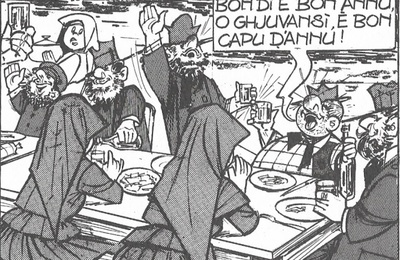 BON DÌ È BON ANNU,
O GHJUVANSÌ, È BON
CAPU D'ANNU!